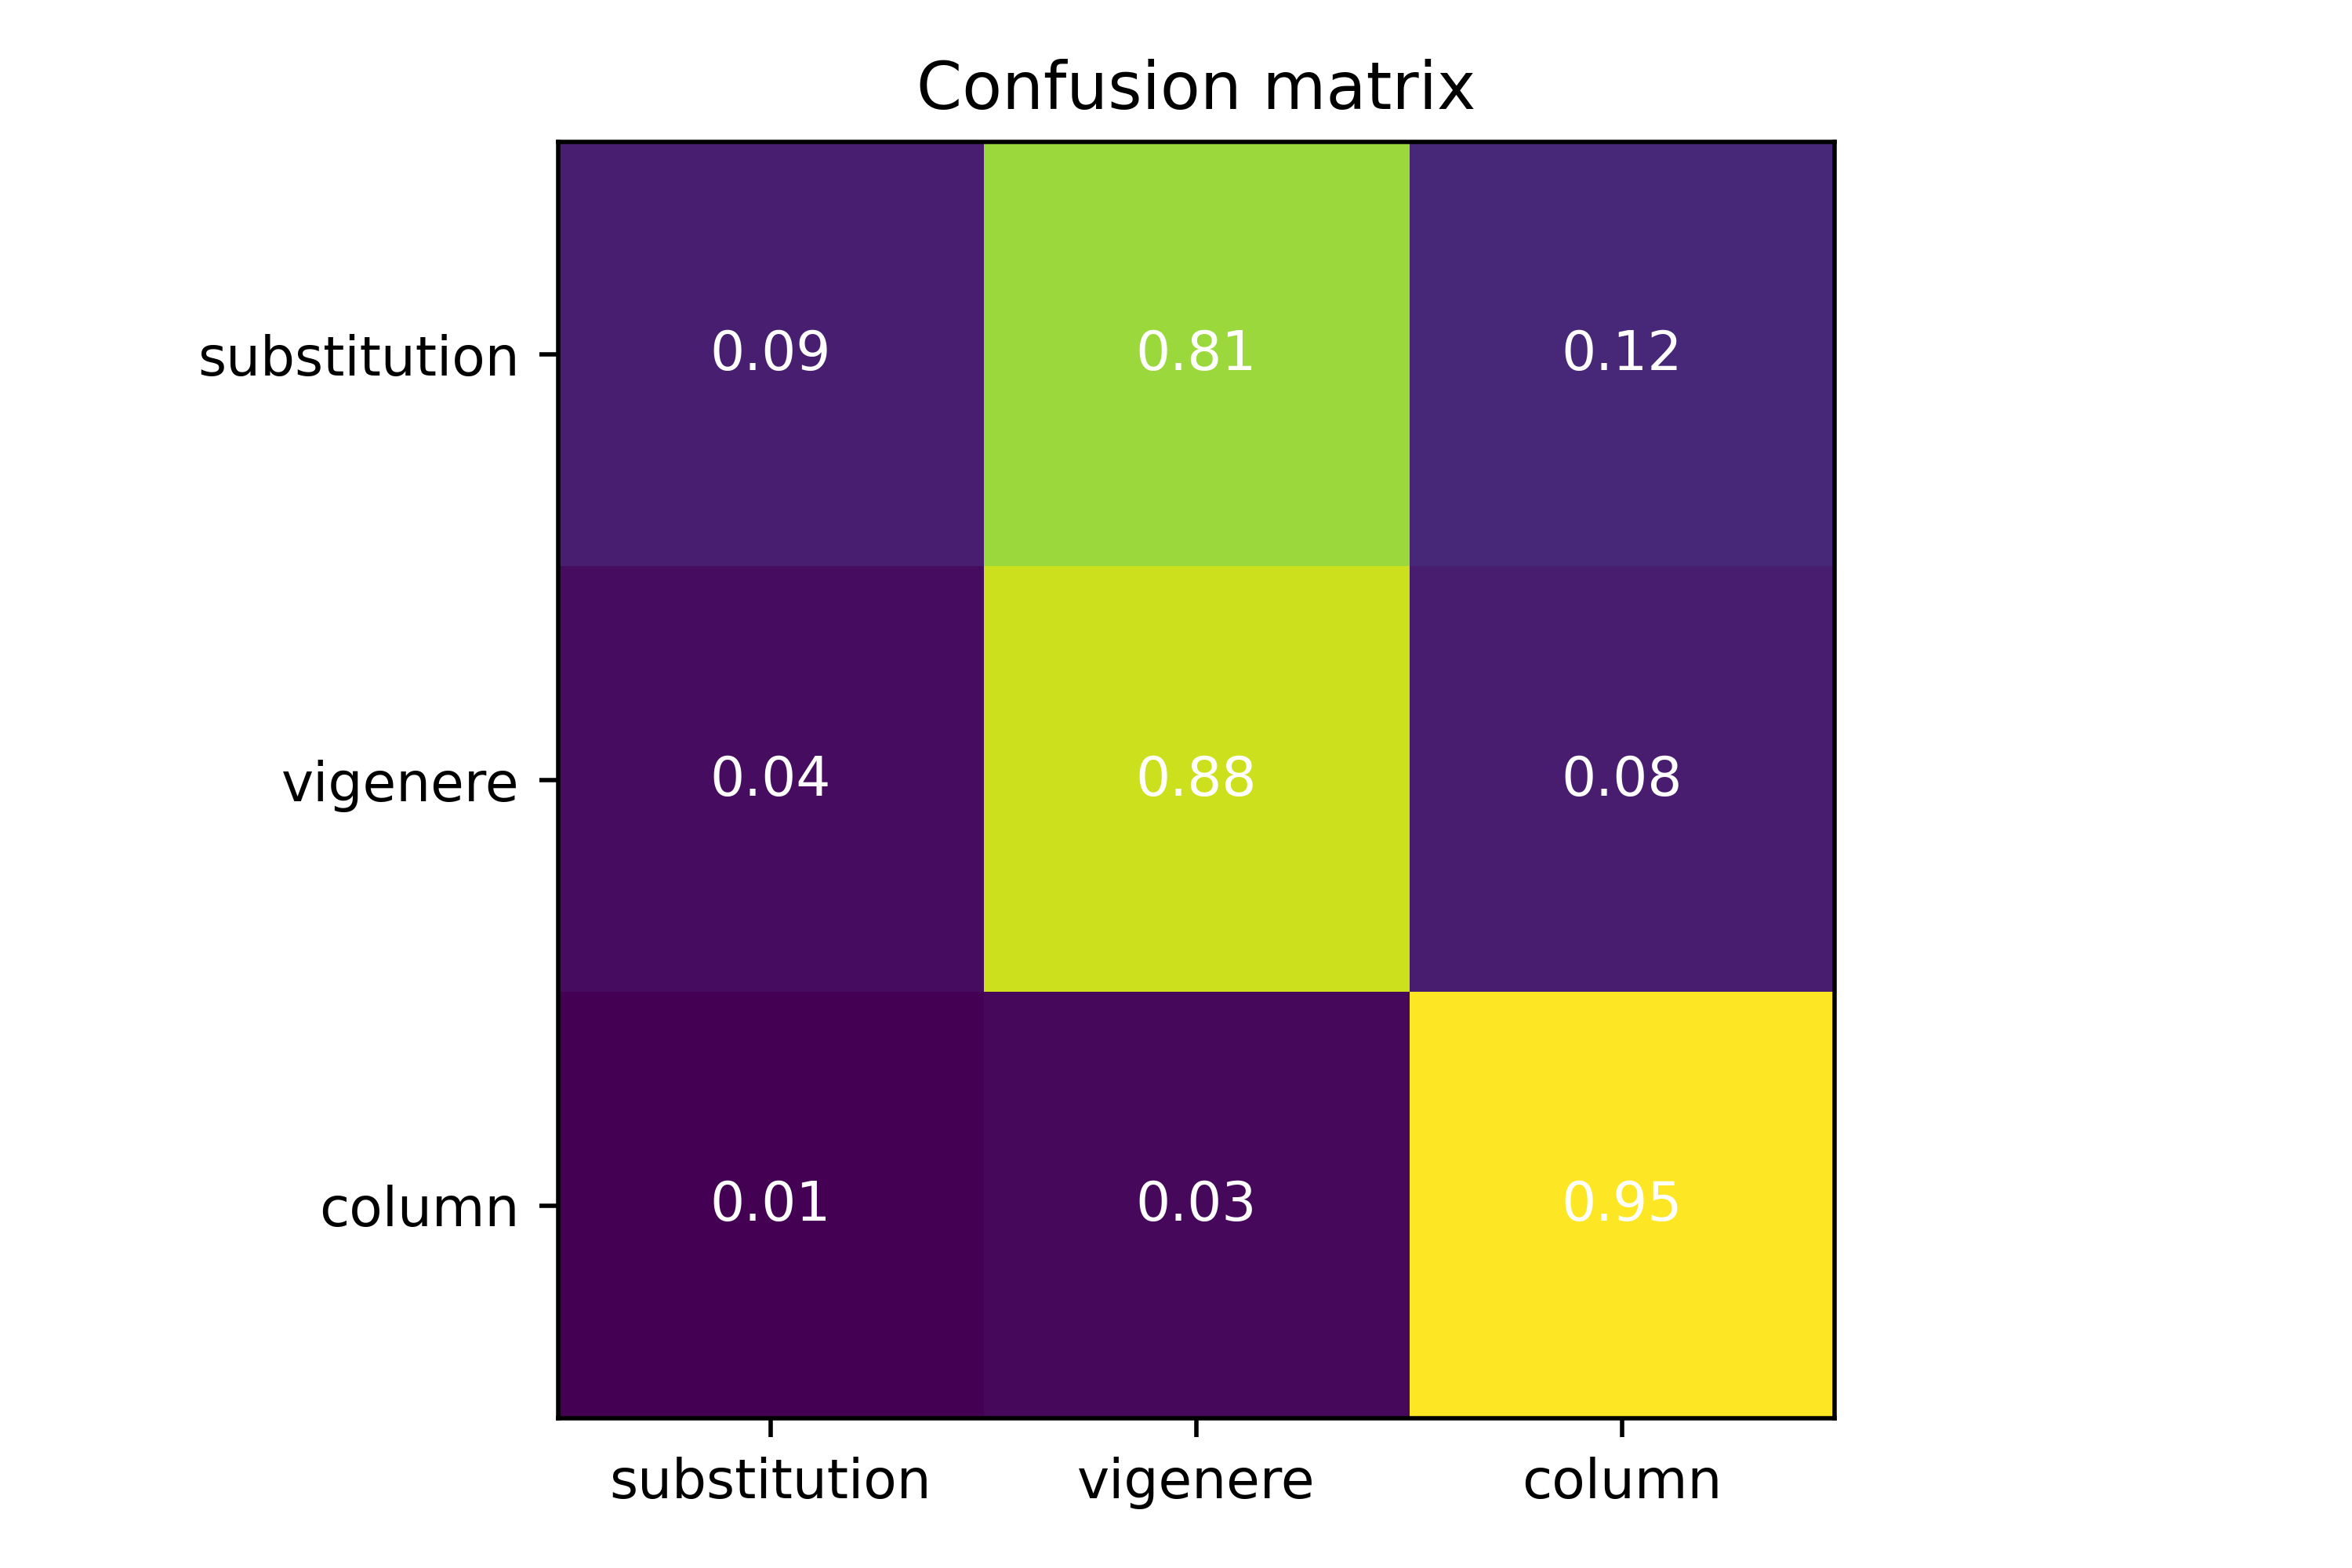 Confusion matrix
substitution 0.09 0.81 0.12
vigenere 0.04 0.88 0.08
column 0.01 0.03 0.95
substitution vigenere column